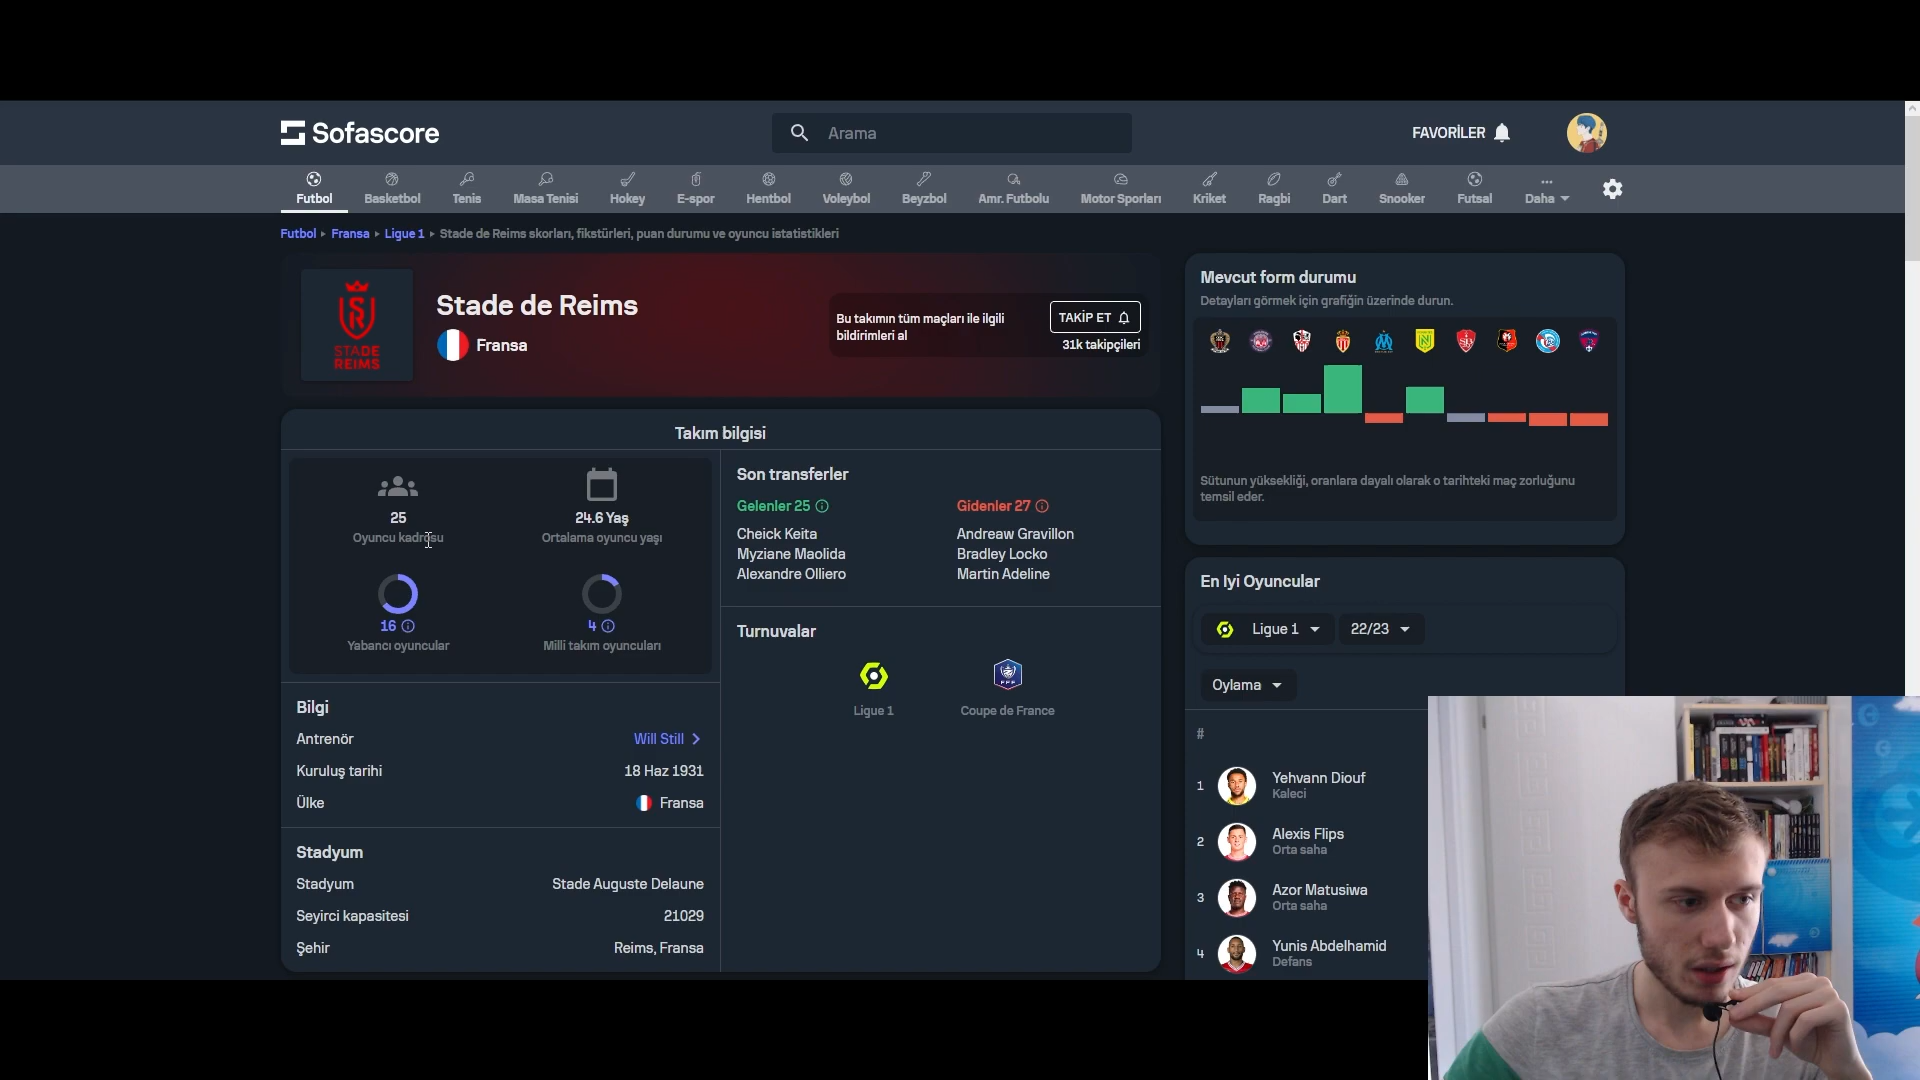 Sofascore
Arama
FAVORİLER
Futbol
Basketbol
Tenis
Masa Tenisi
Hokey
E-spor
Hentbol
Voleybol
Beyzbol
Amr. Futbolu
Motor Sporları
Kriket
Ragbi
Dart
Snooker
Futsal
Daha
Futbol ▸ Fransa ▸ Ligue 1 ▸ Stade de Reims skorları, fikstürleri, puan durumu ve oyuncu istatistikleri
STADE
REIMS
Stade de Reims
Fransa
Bu takımın tüm maçları ile ilgili
bildirimleri al
TAKİP ET
31k takipçileri
Takım bilgisi
25
Oyuncu kadrosu
24.6 Yaş
Ortalama oyuncu yaşı
16
Yabancı oyuncular
4
Milli takım oyuncuları
Bilgi
Antrenör Will Still
Kuruluş tarihi 18 Haz 1931
Ülke Fransa
Stadyum
Stadyum Stade Auguste Delaune
Seyirci kapasitesi 21029
Şehir Reims, Fransa
Son transferler
Gelenler 25
Cheick Keita
Myziane Maolida
Alexandre Olliero
Gidenler 27
Andreaw Gravillon
Bradley Locko
Martin Adeline
Turnuvalar
Ligue 1
FFF
Coupe de France
Mevcut form durumu
Detayları görmek için grafiğin üzerinde durun.
Sütunun yüksekliği, oranlara dayalı olarak o tarihteki maç zorluğunu
temsil eder.
En Iyi Oyuncular
Ligue 1
22/23
Oylama
#
1 Yehvann Diouf
Kaleci
2 Alexis Flips
Orta saha
3 Azor Matusiwa
Orta saha
4 Yunis Abdelhamid
Defans